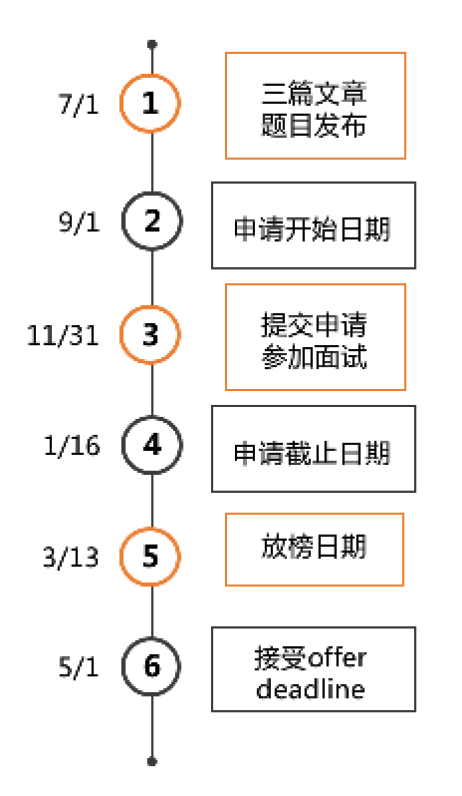 7/1
1
三篇文章
题目发布
9/1
2
申请开始日期
11/31
3
提交申请
参加面试
1/16
4
申请截止日期
3/13
5
放榜日期
5/1
6
接受offer
deadline